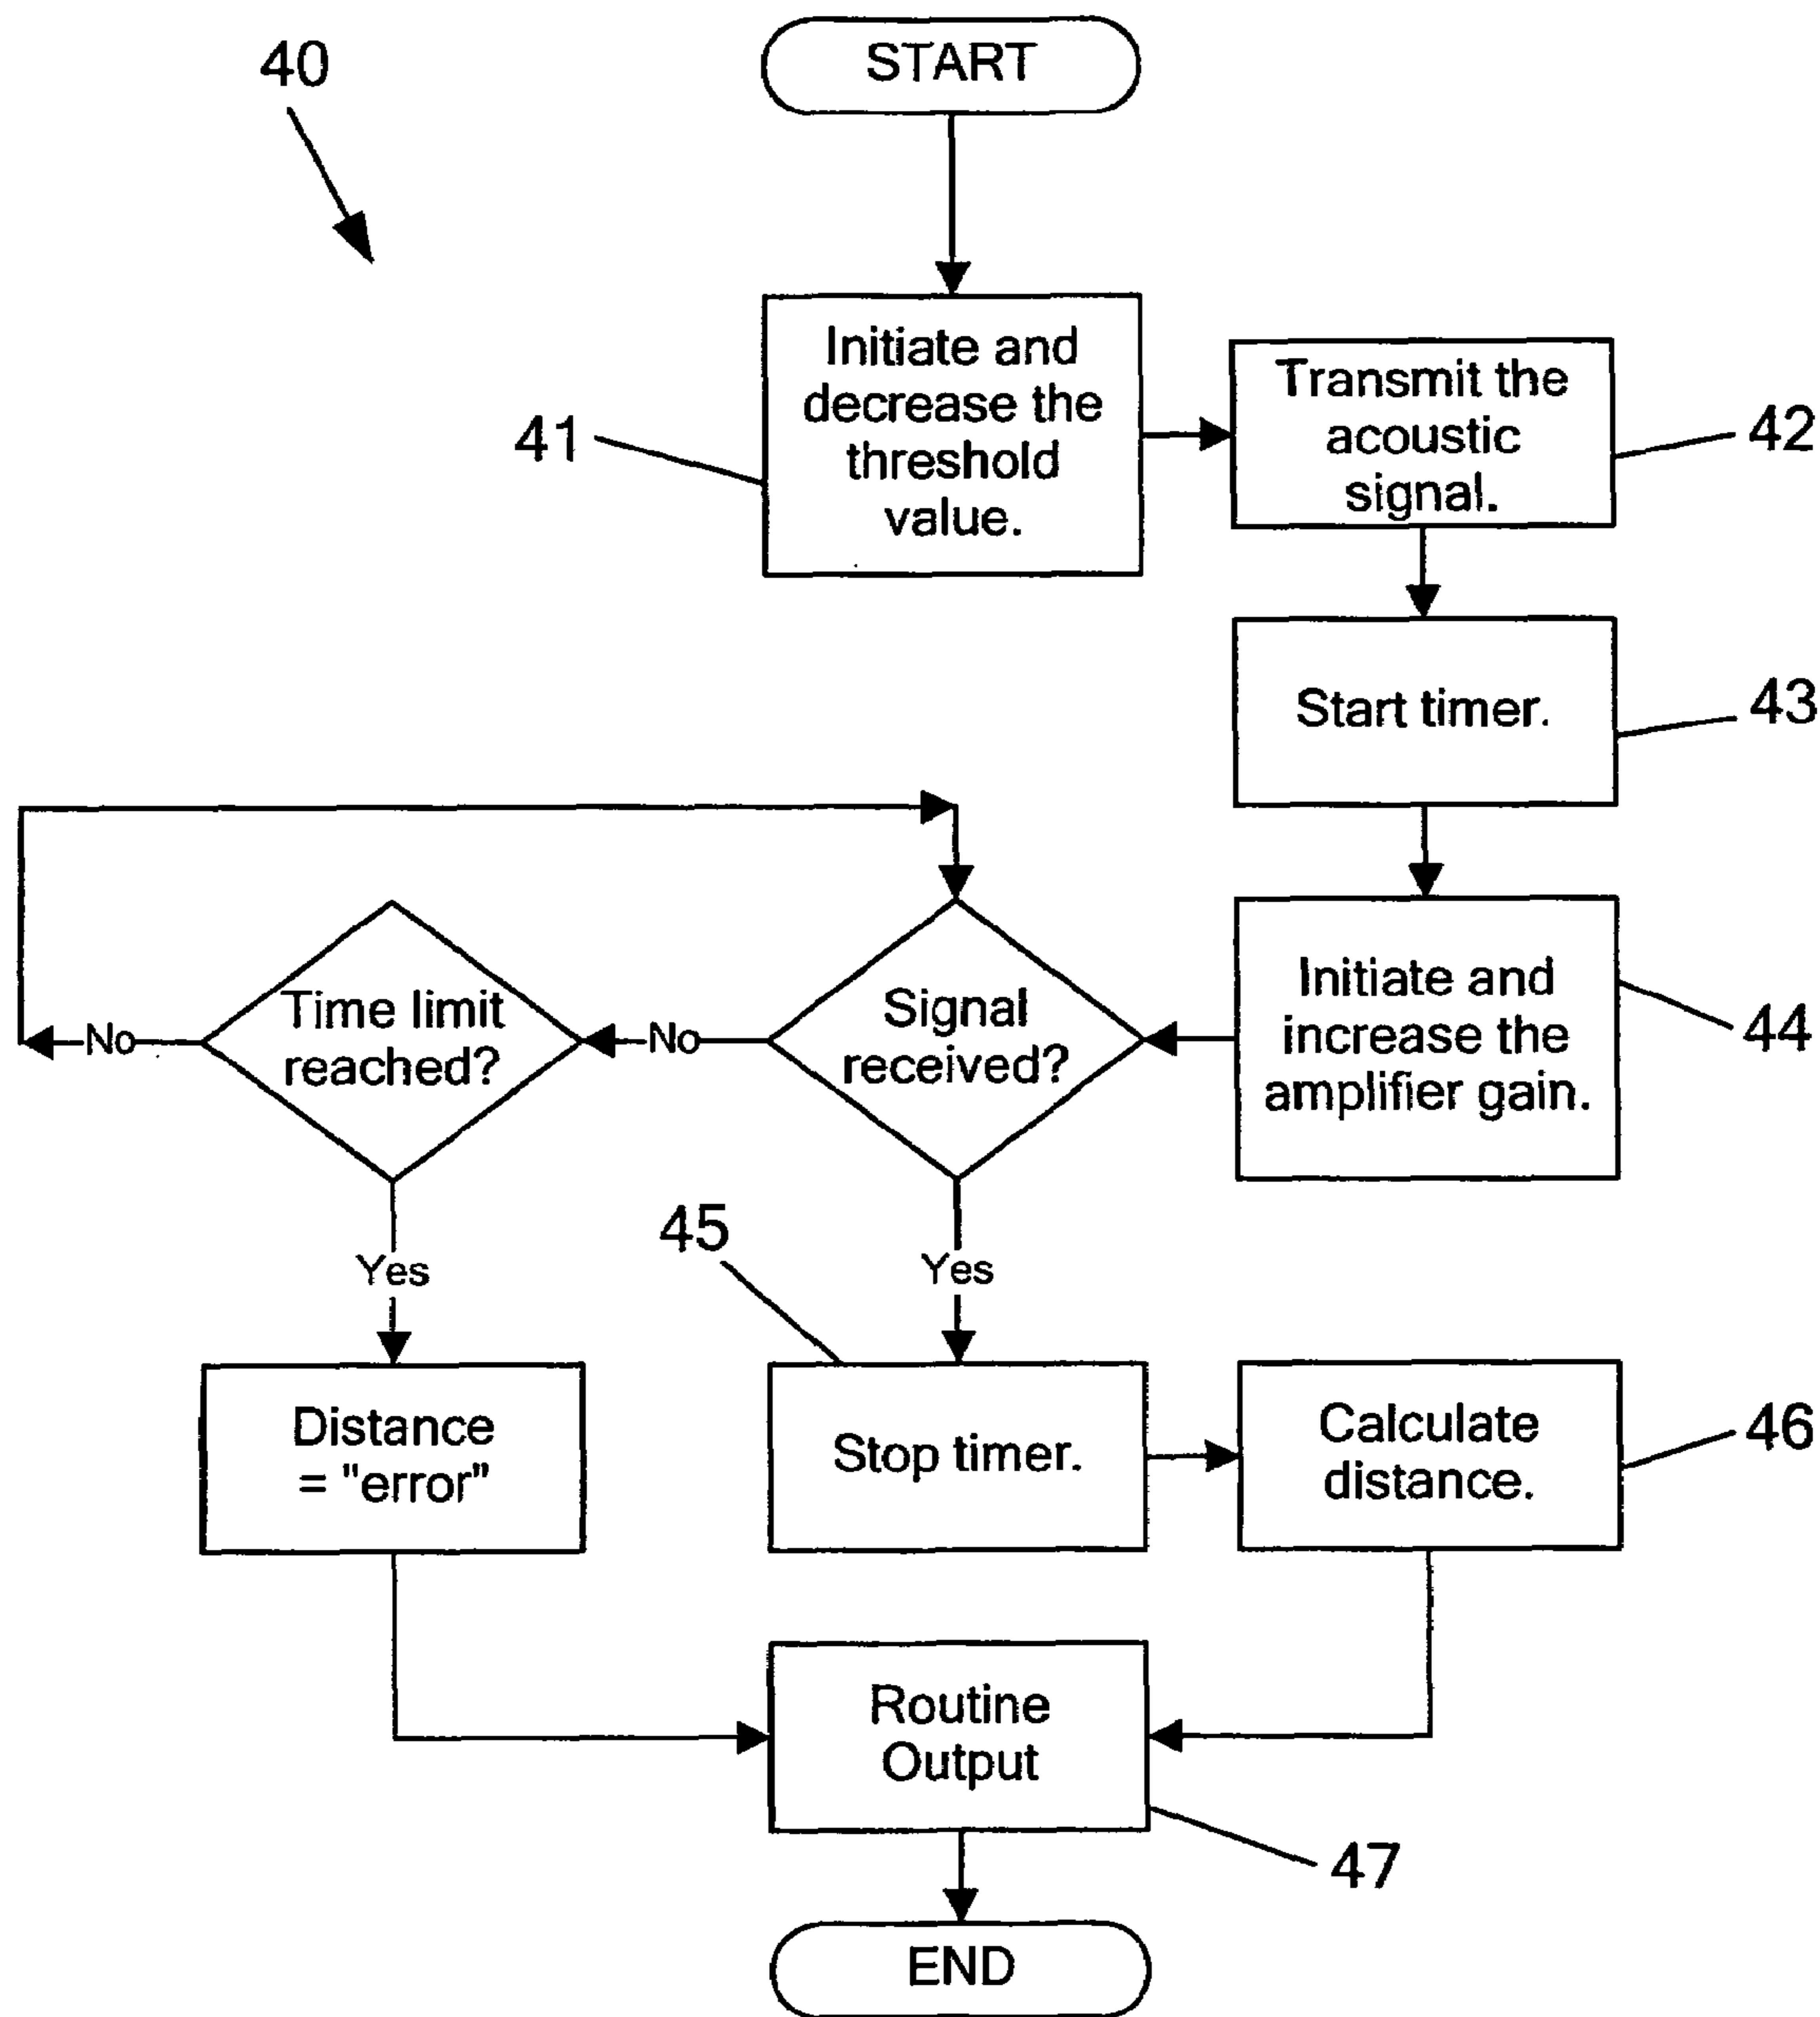 START
40
Initiate and
decrease the
threshold
value.
41
Transmit the
acoustic
signal.
42
Start timer.
43
Initiate and
increase the
amplifier gain.
44
Signal
received?
No
Time limit
reached?
No
Yes
Yes
45
Distance
= "error"
Stop timer.
Calculate
distance.
46
Routine
Output
47
END